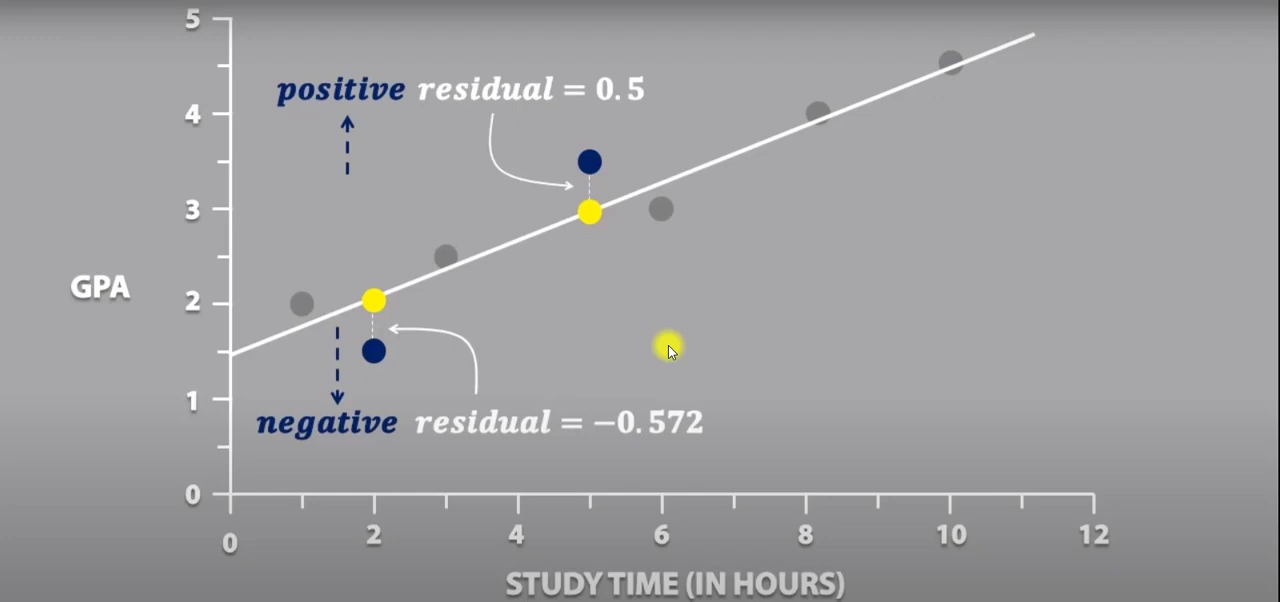 5
positive residual = 0.5
4
3
GPA
2
1
negative residual = −0.572
0
0 2 4 6 8 10 12
STUDY TIME (IN HOURS)